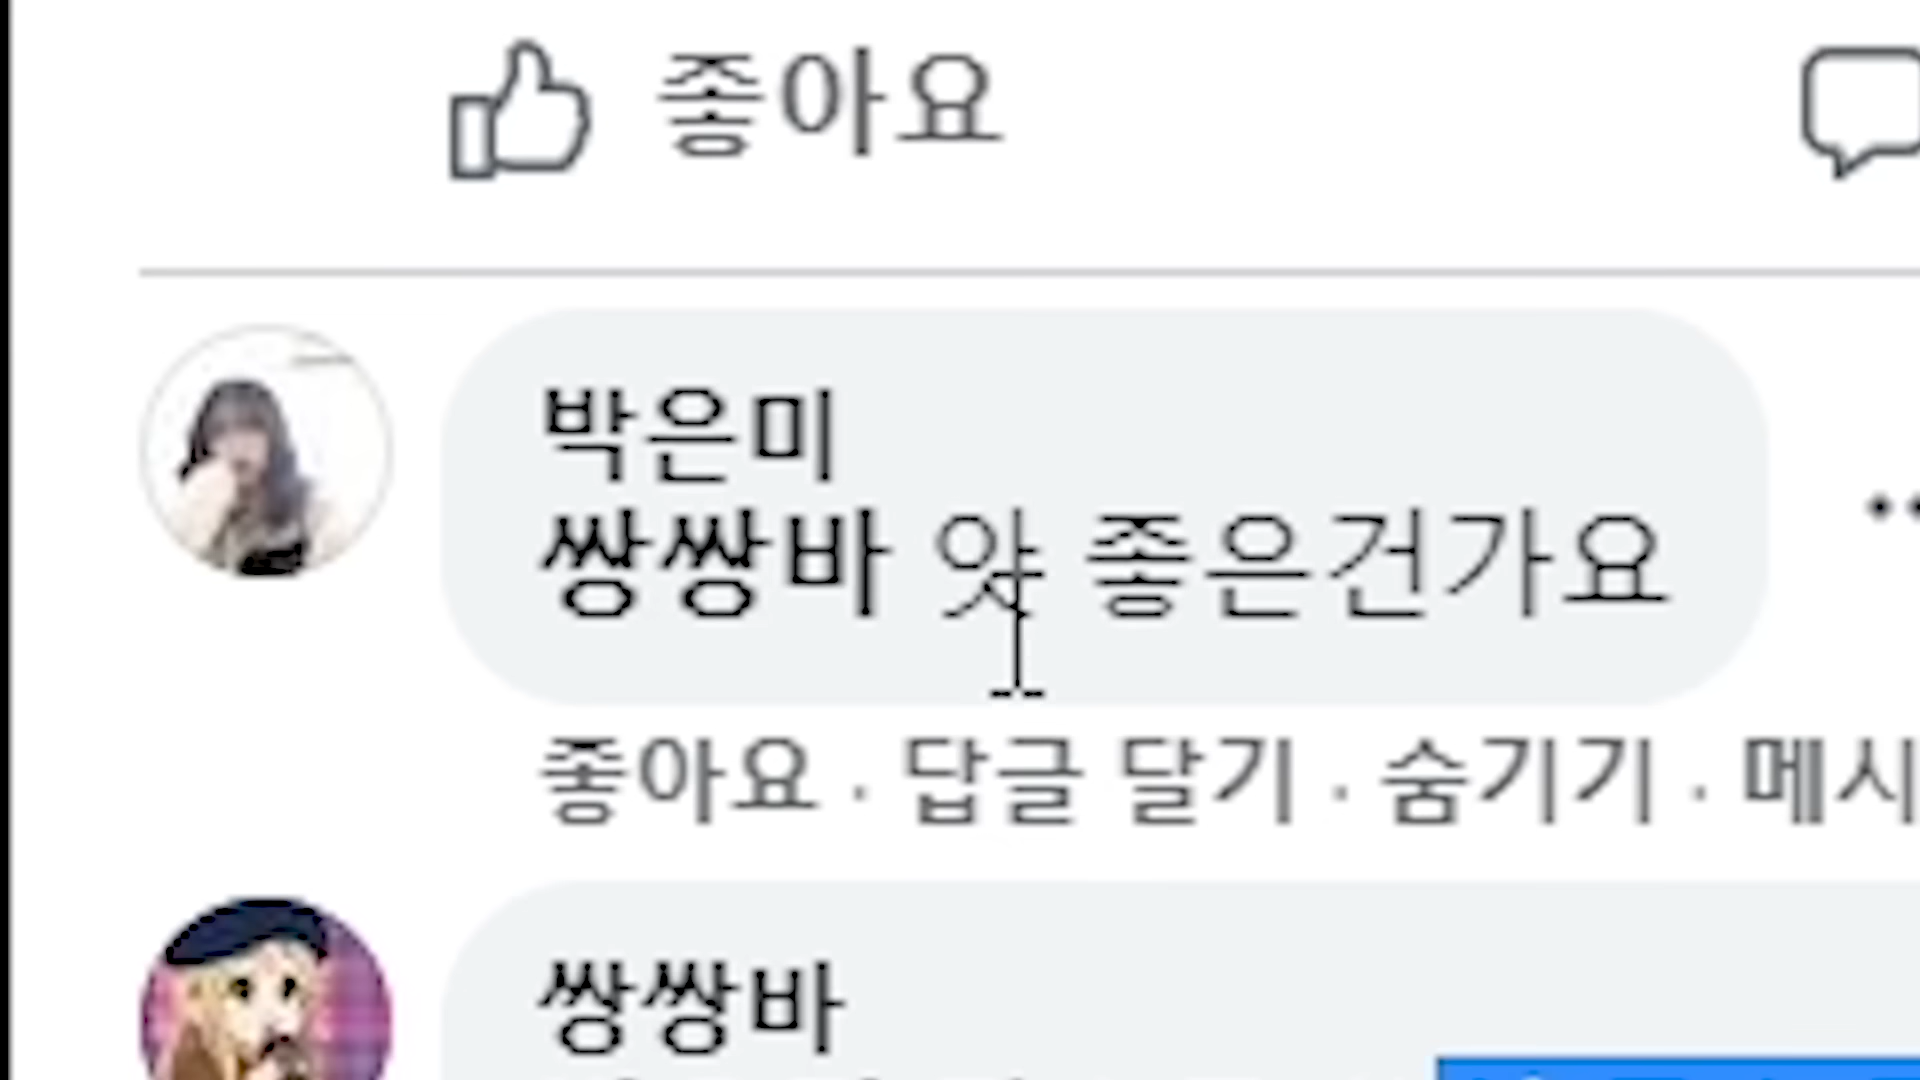 좋아요
박은미
쌍쌍바 앗 좋은건가요
좋아요 · 답글 달기 · 숨기기 · 메시
쌍쌍바